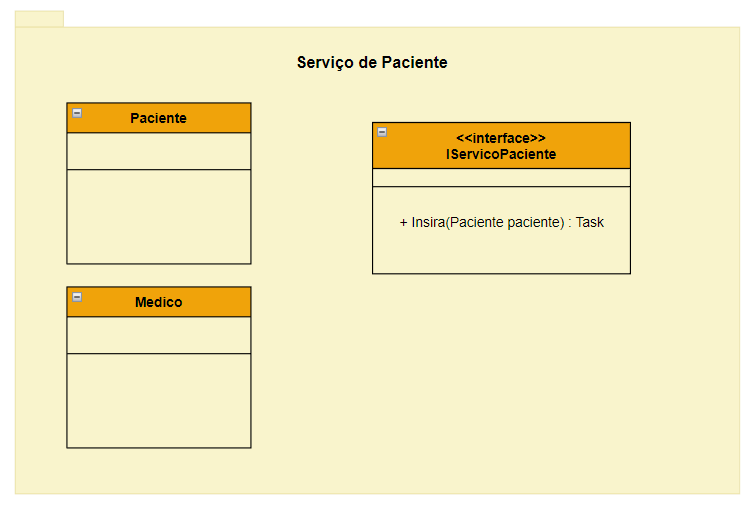 Serviço de Paciente
Paciente
<<interface>>
IServicoPaciente
+ Insira(Paciente paciente) : Task
Medico